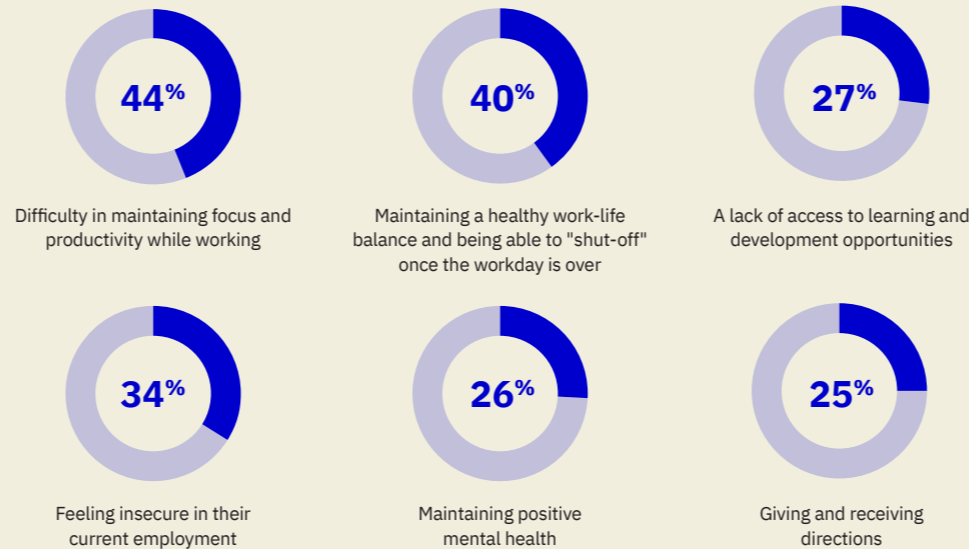 44%
Difficulty in maintaining focus and
productivity while working
40%
Maintaining a healthy work-life
balance and being able to "shut-off"
once the workday is over
27%
A lack of access to learning and
development opportunities
34%
Feeling insecure in their
current employment
26%
Maintaining positive
mental health
25%
Giving and receiving
directions